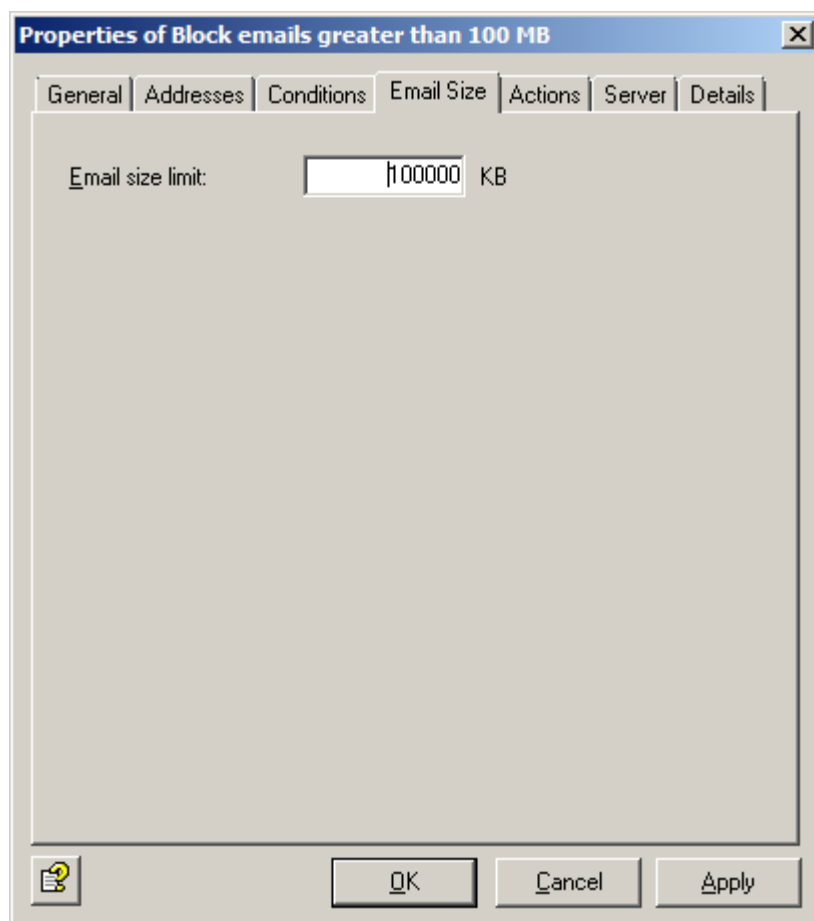 Properties of Block emails greater than 100 MB
General Addresses Conditions Email Size Actions Server Details
Email size limit: 100000 KB
OK Cancel Apply